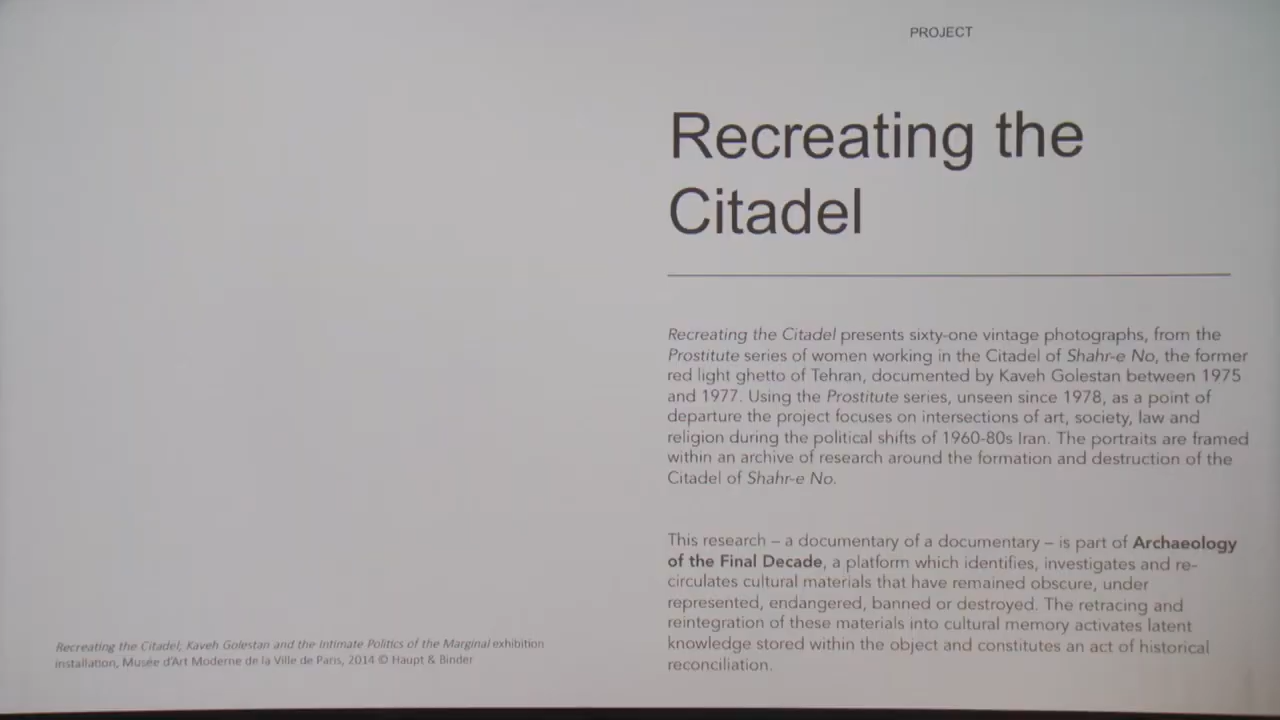 PROJECT
Recreating the
Citadel
Recreating the Citadel presents sixty-one vintage photographs, from the
Prostitute series of women working in the Citadel of Shahr-e No, the former
red light ghetto of Tehran, documented by Kaveh Golestan between 1975
and 1977. Using the Prostitute series, unseen since 1978, as a point of
departure the project focuses on intersections of art, society, law and
religion during the political shifts of 1960-80s Iran. The portraits are framed
within an archive of research around the formation and destruction of the
Citadel of Shahr-e No.
This research – a documentary of a documentary – is part of Archaeology
of the Final Decade, a platform which identifies, investigates and re-
circulates cultural materials that have remained obscure, under
represented, endangered, banned or destroyed. The retracing and
reintegration of these materials into cultural memory activates latent
knowledge stored within the object and constitutes an act of historical
reconciliation.
Recreating the Citadel, Kaveh Golestan and the Intimate Politics of the Marginal exhibition
installation, Musée d'Art Moderne de la Ville de Paris, 2014 © Haupt & Binder